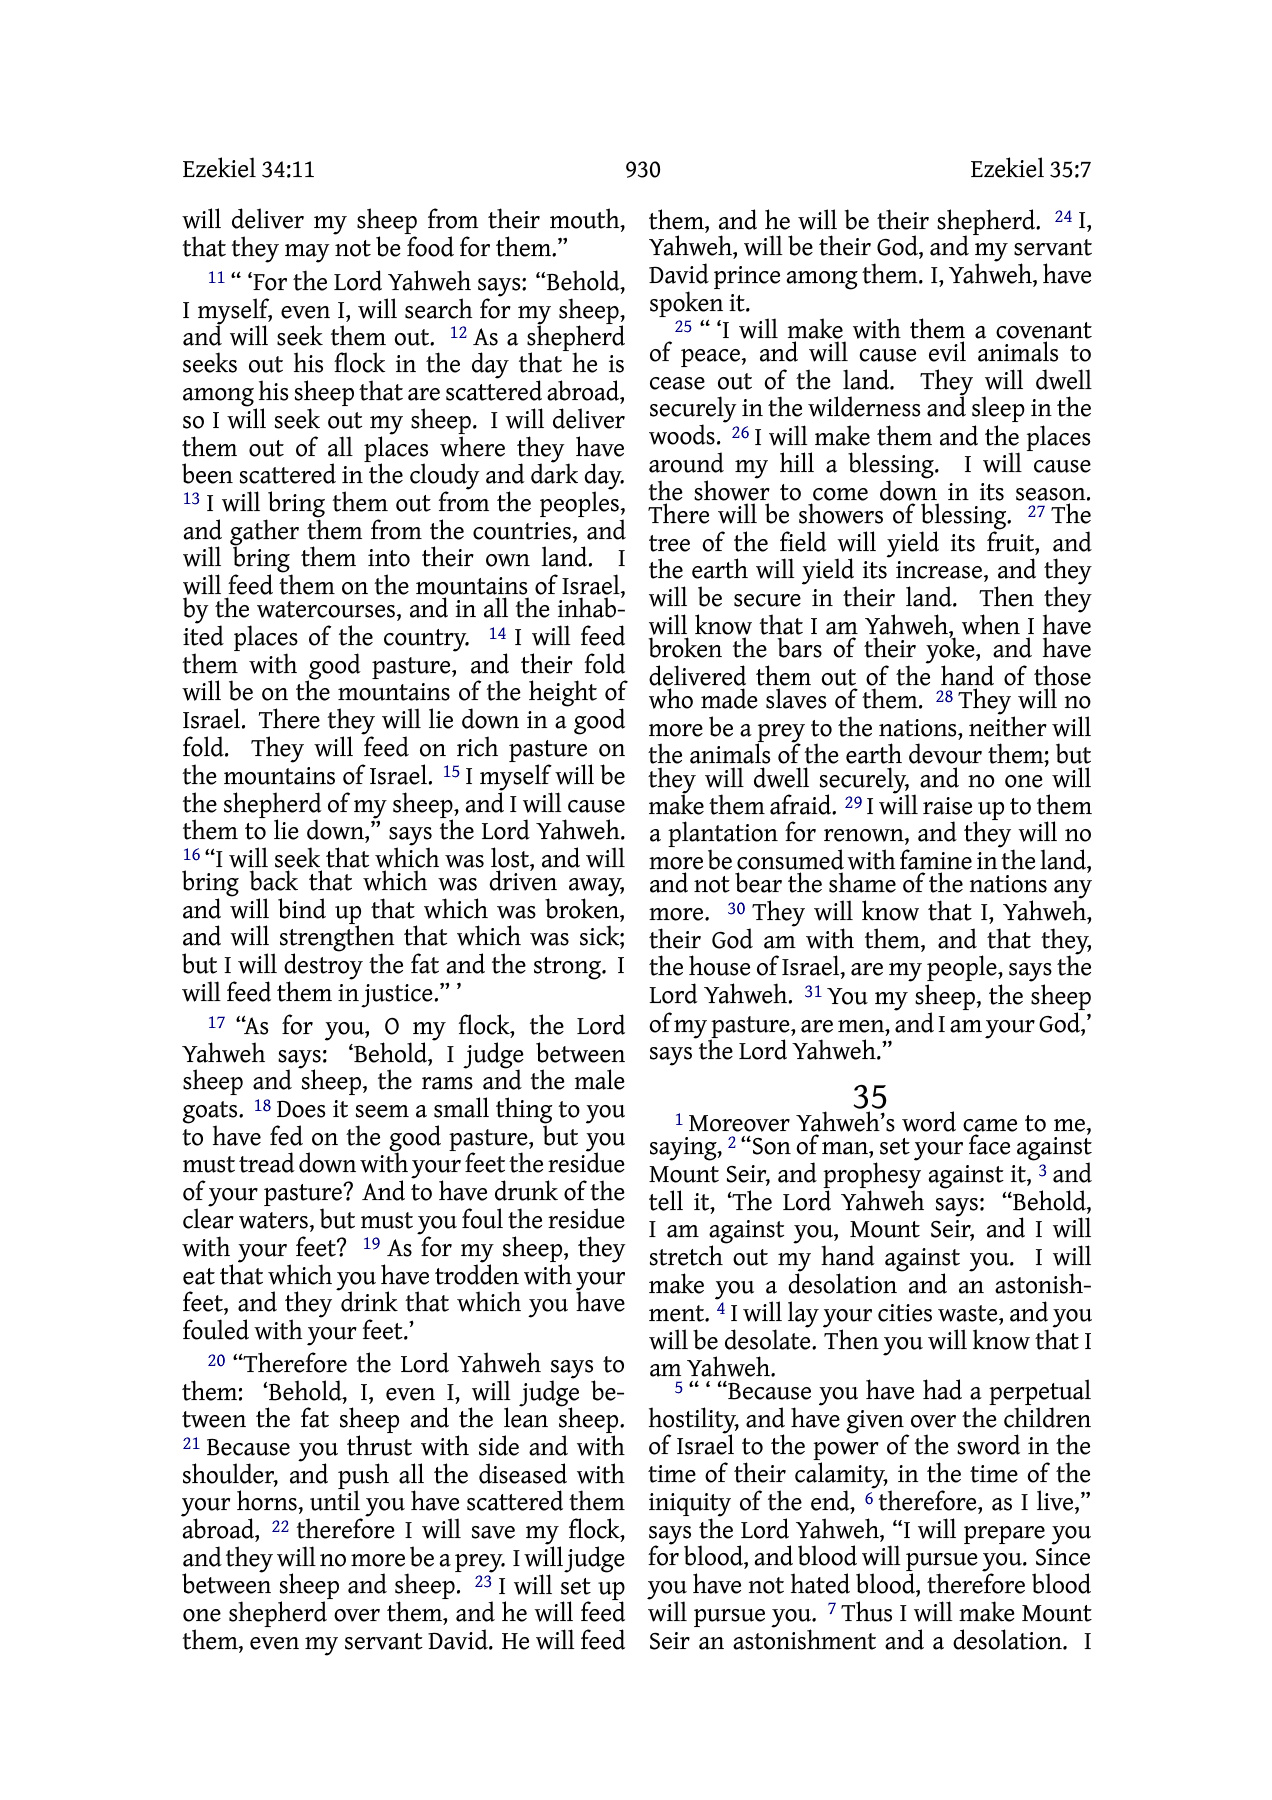 Ezekiel 34:11 930 Ezekiel 35:7
will deliver my sheep from their mouth,
that they may not be food for them.”
11 “ ‘For the Lord Yahweh says: “Behold,
I myself, even I, will search for my sheep,
and will seek them out. 12 As a shepherd
seeks out his flock in the day that he is
among his sheep that are scattered abroad,
so I will seek out my sheep. I will deliver
them out of all places where they have
been scattered in the cloudy and dark day.
13 I will bring them out from the peoples,
and gather them from the countries, and
will bring them into their own land. I
will feed them on the mountains of Israel,
by the watercourses, and in all the inhab-
ited places of the country. 14 I will feed
them with good pasture, and their fold
will be on the mountains of the height of
Israel. There they will lie down in a good
fold. They will feed on rich pasture on
the mountains of Israel. 15 I myself will be
the shepherd of my sheep, and I will cause
them to lie down,” says the Lord Yahweh.
16 “I will seek that which was lost, and will
bring back that which was driven away,
and will bind up that which was broken,
and will strengthen that which was sick;
but I will destroy the fat and the strong. I
will feed them in justice.” ’
17 “As for you, O my flock, the Lord
Yahweh says: ‘Behold, I judge between
sheep and sheep, the rams and the male
goats. 18 Does it seem a small thing to you
to have fed on the good pasture, but you
must tread down with your feet the residue
of your pasture? And to have drunk of the
clear waters, but must you foul the residue
with your feet? 19 As for my sheep, they
eat that which you have trodden with your
feet, and they drink that which you have
fouled with your feet.’
20 “Therefore the Lord Yahweh says to
them: ‘Behold, I, even I, will judge be-
tween the fat sheep and the lean sheep.
21 Because you thrust with side and with
shoulder, and push all the diseased with
your horns, until you have scattered them
abroad, 22 therefore I will save my flock,
and they will no more be a prey. I will judge
between sheep and sheep. 23 I will set up
one shepherd over them, and he will feed
them, even my servant David. He will feed
them, and he will be their shepherd. 24 I,
Yahweh, will be their God, and my servant
David prince among them. I, Yahweh, have
spoken it.
25 “ ‘I will make with them a covenant
of peace, and will cause evil animals to
cease out of the land. They will dwell
securely in the wilderness and sleep in the
woods. 26 I will make them and the places
around my hill a blessing. I will cause
the shower to come down in its season.
There will be showers of blessing. 27 The
tree of the field will yield its fruit, and
the earth will yield its increase, and they
will be secure in their land. Then they
will know that I am Yahweh, when I have
broken the bars of their yoke, and have
delivered them out of the hand of those
who made slaves of them. 28 They will no
more be a prey to the nations, neither will
the animals of the earth devour them; but
they will dwell securely, and no one will
make them afraid. 29 I will raise up to them
a plantation for renown, and they will no
more be consumed with famine in the land,
and not bear the shame of the nations any
more. 30 They will know that I, Yahweh,
their God am with them, and that they,
the house of Israel, are my people, says the
Lord Yahweh. 31 You my sheep, the sheep
of my pasture, are men, and I am your God,’
says the Lord Yahweh.”
35
1 Moreover Yahweh’s word came to me,
saying, 2 “Son of man, set your face against
Mount Seir, and prophesy against it, 3 and
tell it, ‘The Lord Yahweh says: “Behold,
I am against you, Mount Seir, and I will
stretch out my hand against you. I will
make you a desolation and an astonish-
ment. 4 I will lay your cities waste, and you
will be desolate. Then you will know that I
am Yahweh.
5 “ ‘ “Because you have had a perpetual
hostility, and have given over the children
of Israel to the power of the sword in the
time of their calamity, in the time of the
iniquity of the end, 6 therefore, as I live,”
says the Lord Yahweh, “I will prepare you
for blood, and blood will pursue you. Since
you have not hated blood, therefore blood
will pursue you. 7 Thus I will make Mount
Seir an astonishment and a desolation. I